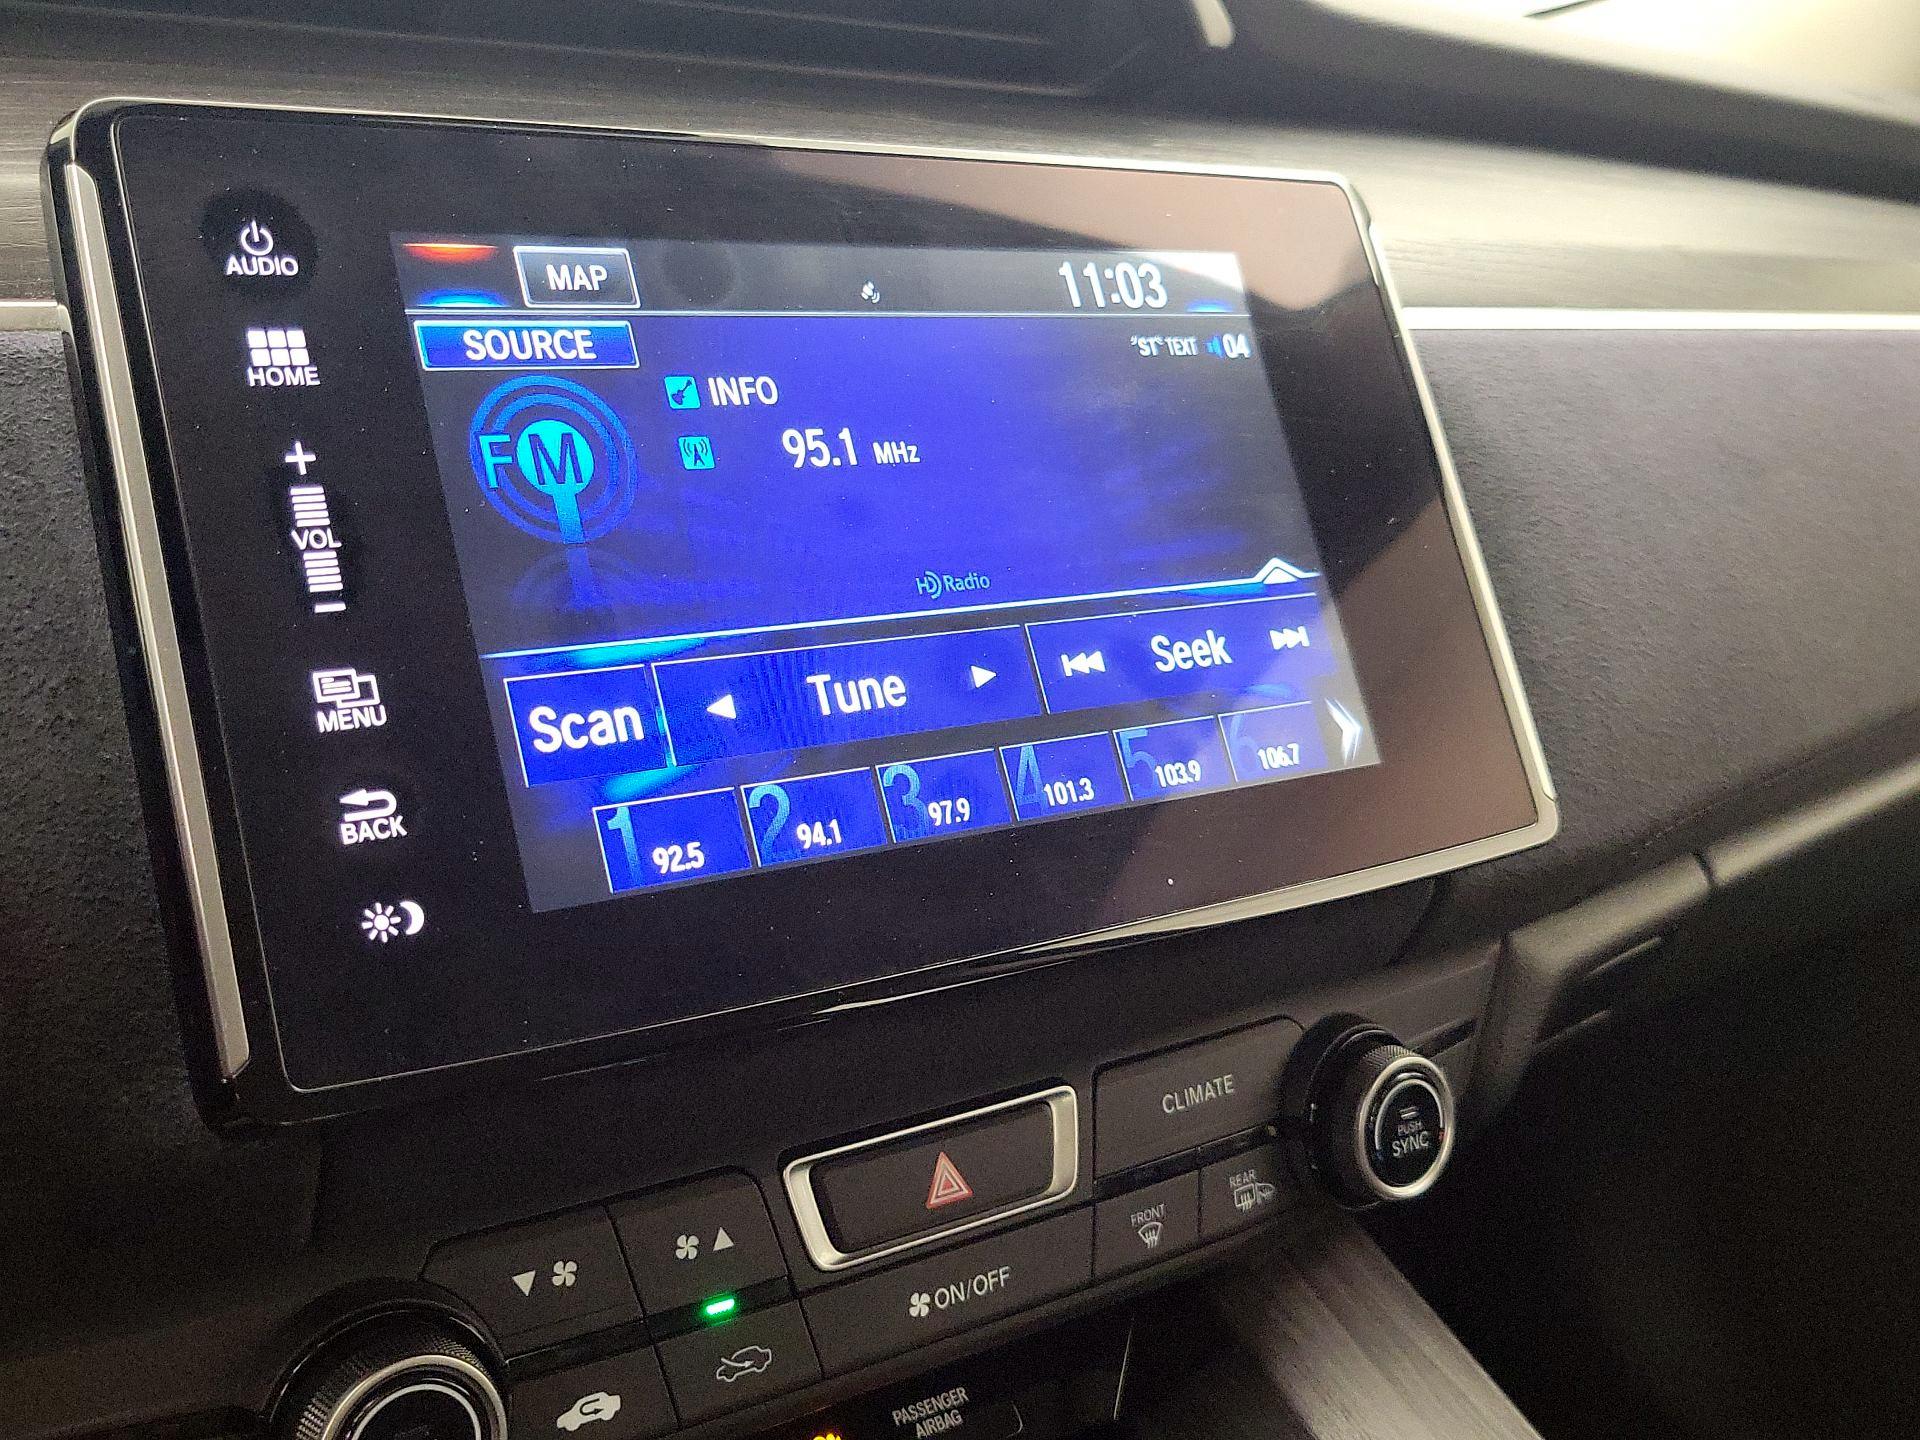 AUDIO
MAP
11:03
HOME
SOURCE
"ST" TEXT 04
FM
INFO
95.1 MHz
+
VOL
-
HD Radio
MENU
Scan
Tune
Seek
1 92.5
2 94.1
3 97.9
4 101.3
5 103.9
6 106.7
BACK
CLIMATE
PUSH
SYNC
REAR
FRONT
ON/OFF
PASSENGER
AIRBAG